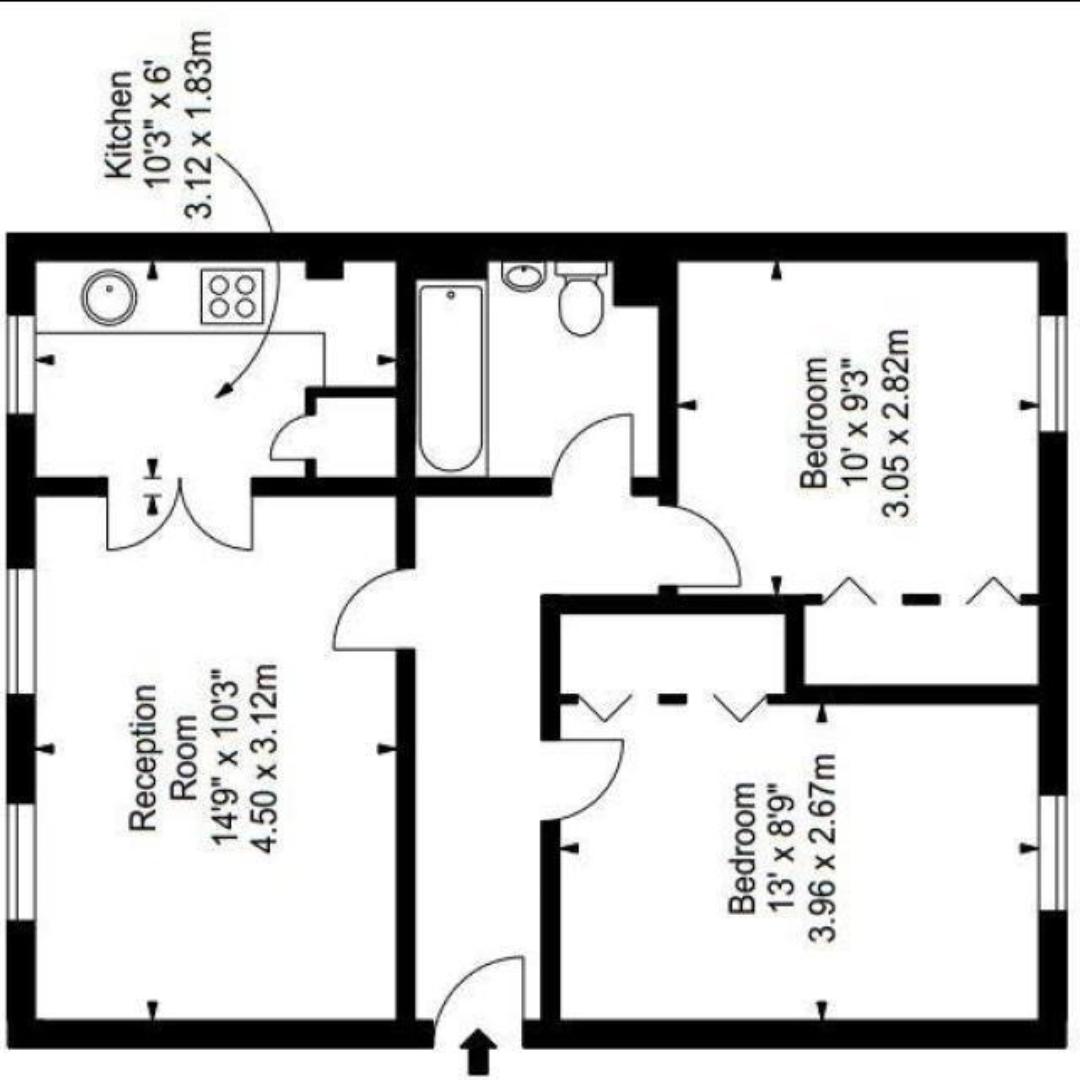 Kitchen
10'3" x 6'
3.12 x 1.83m
Reception
Room
14'9" x 10'3"
4.50 x 3.12m
Bedroom
10' x 9'3"
3.05 x 2.82m
Bedroom
13' x 8'9"
3.96 x 2.67m